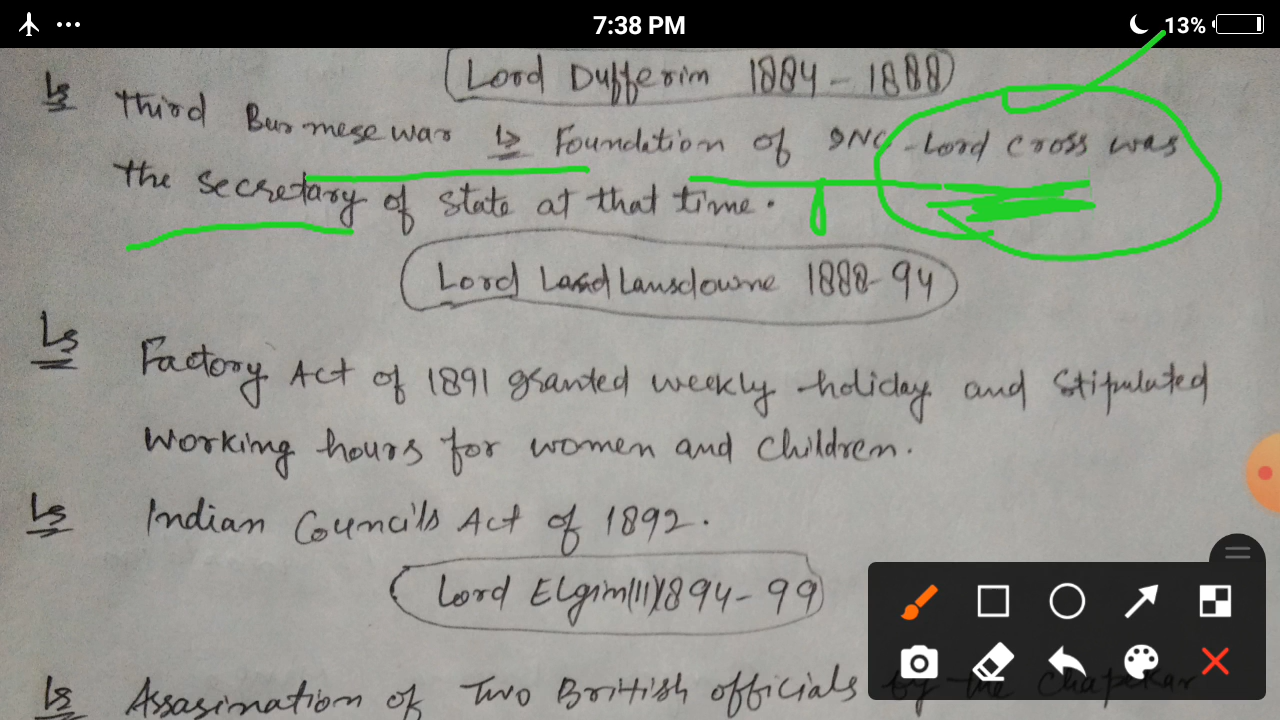 7:38 PM
13%
Lord Dufferin 1884-1888
Third Burmese war Foundation of INC - Lord Cross was
the secretary of state at that time.
Lord Lansdowne 1888-94
Factory Act of 1891 granted weekly holiday and stipulated
working hours for women and children.
Indian Councils Act of 1892.
Lord Elgin(II)1894-99
Assasination of Two British officials by the Chapekar